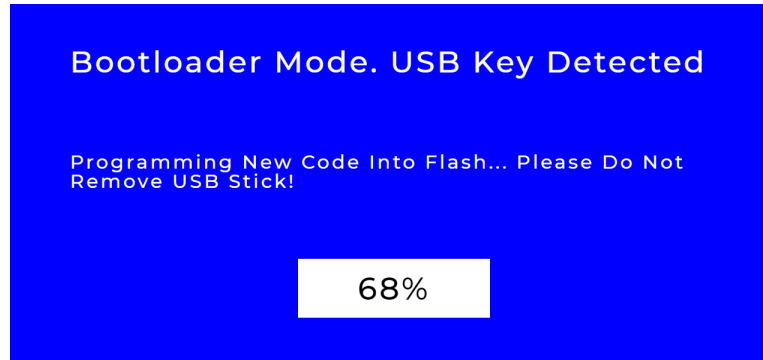 Bootloader Mode. USB Key Detected
Programming New Code Into Flash... Please Do Not
Remove USB Stick!
68%